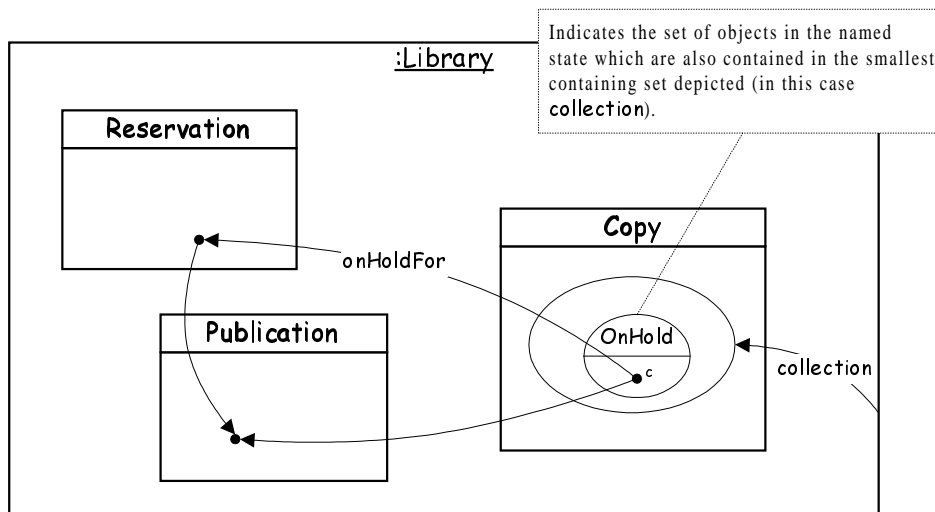 Indicates the set of objects in the named
state which are also contained in the smallest
containing set depicted (in this case
collection).
:Library
Reservation
Copy
onHoldFor
Publication
OnHold
c
collection